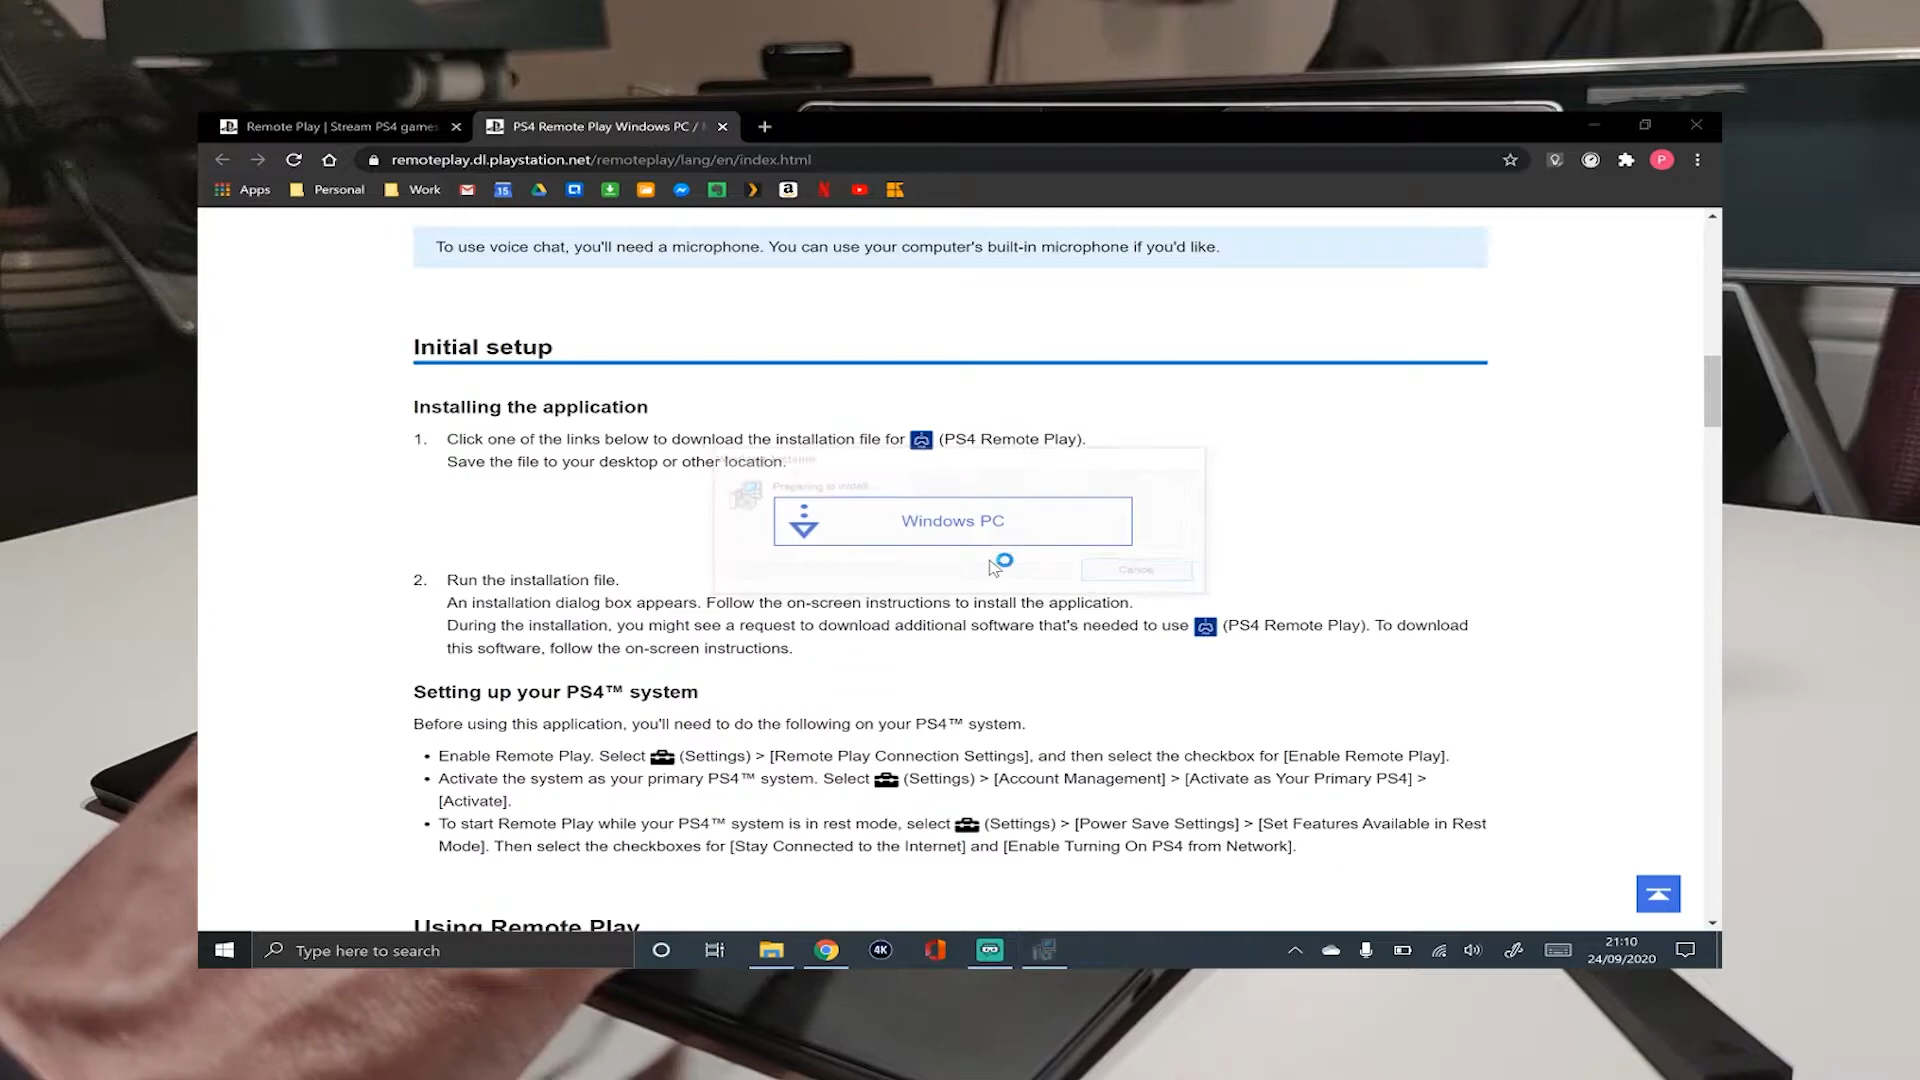 Remote Play | Stream PS4 games
PS4 Remote Play Windows PC /
remoteplay.dl.playstation.net/remoteplay/lang/en/index.html
P
Apps
Personal
Work
15
To use voice chat, you'll need a microphone. You can use your computer's built-in microphone if you'd like.
Initial setup
Installing the application
1. Click one of the links below to download the installation file for (PS4 Remote Play).
Save the file to your desktop or other location.
Preparing to install...
Windows PC
Cancel
2. Run the installation file.
An installation dialog box appears. Follow the on-screen instructions to install the application.
During the installation, you might see a request to download additional software that's needed to use (PS4 Remote Play). To download
this software, follow the on-screen instructions.
Setting up your PS4™ system
Before using this application, you'll need to do the following on your PS4™ system.
• Enable Remote Play. Select (Settings) > [Remote Play Connection Settings], and then select the checkbox for [Enable Remote Play].
• Activate the system as your primary PS4™ system. Select (Settings) > [Account Management] > [Activate as Your Primary PS4] >
[Activate].
• To start Remote Play while your PS4™ system is in rest mode, select (Settings) > [Power Save Settings] > [Set Features Available in Rest
Mode]. Then select the checkboxes for [Stay Connected to the Internet] and [Enable Turning On PS4 from Network].
Using Remote Play
Type here to search
4K
21:10
24/09/2020